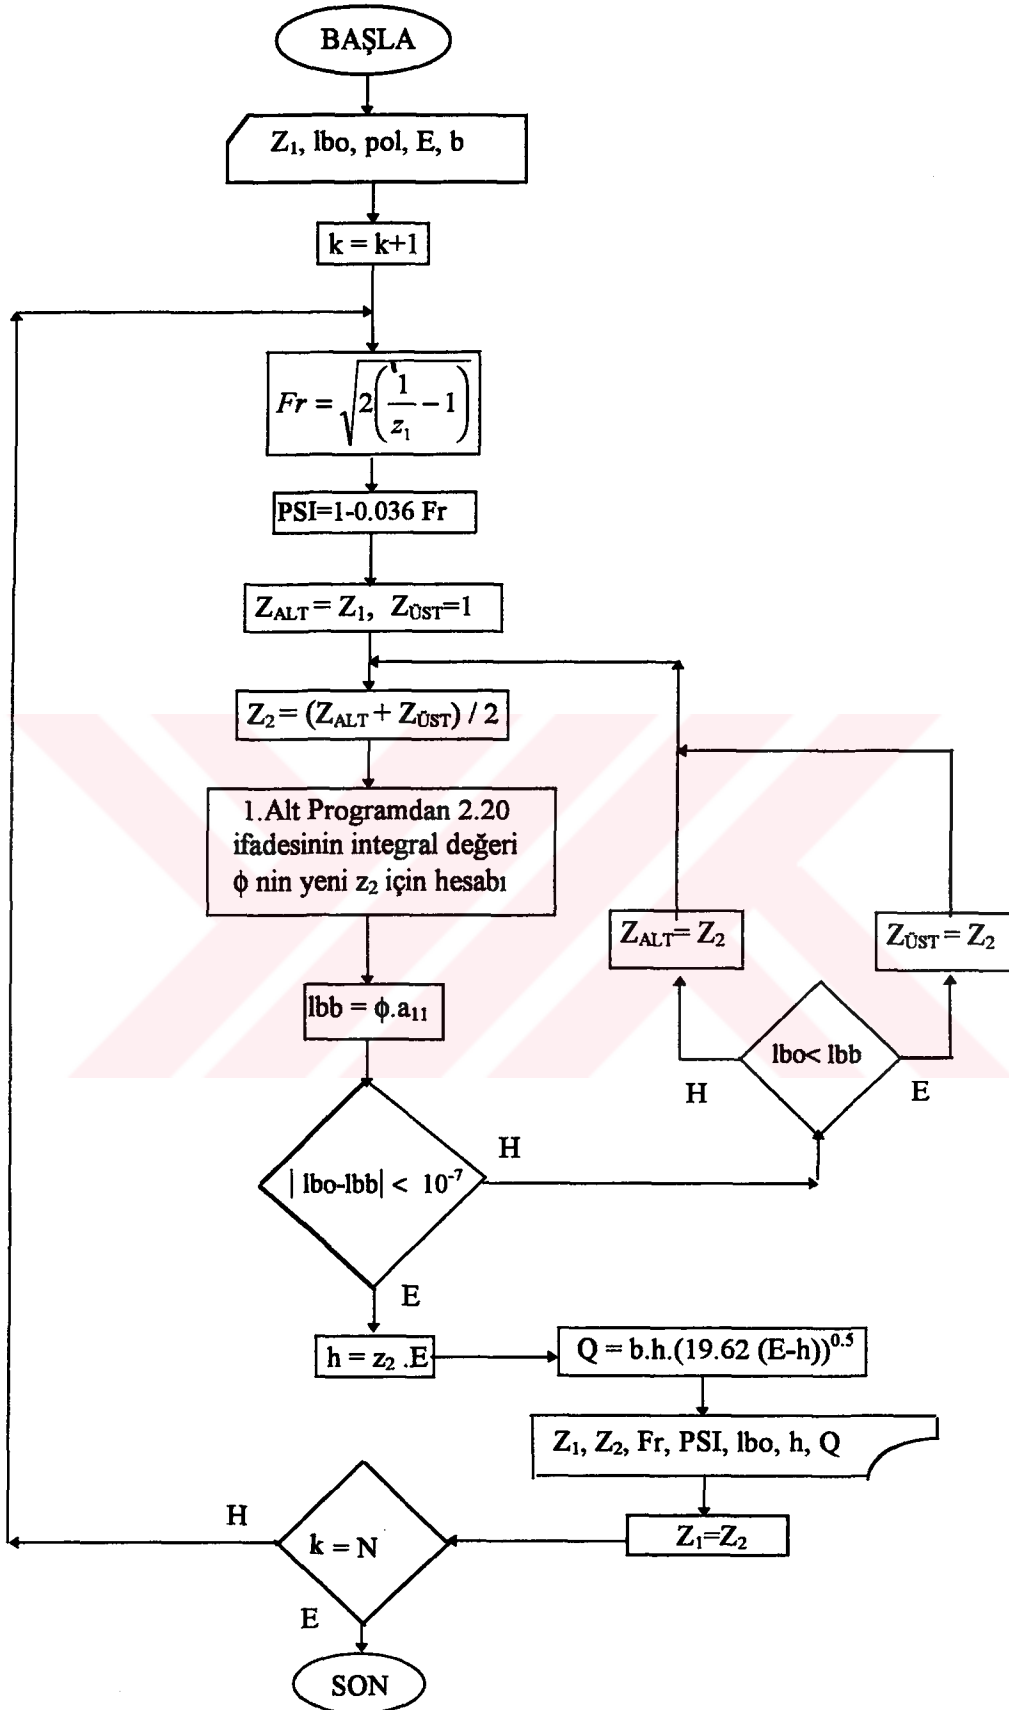 BAŞLA
Z₁, lbo, pol, E, b
k = k+1
Fr = √(2(1/z₁ − 1))
PSI=1-0.036 Fr
Z_ALT = Z₁, Z_ÜST=1
Z₂ = (Z_ALT + Z_ÜST) / 2
1.Alt Programdan 2.20
ifadesinin integral değeri
ϕ nin yeni z₂ için hesabı
Z_ALT= Z₂
Z_ÜST = Z₂
lbb = ϕ.a₁₁
lbo< lbb
H
E
| lbo-lbb| < 10⁻⁷
H
E
h = z₂ .E
Q = b.h.(19.62 (E-h))^0.5
Z₁, Z₂, Fr, PSI, lbo, h, Q
Z₁=Z₂
k = N
H
E
SON